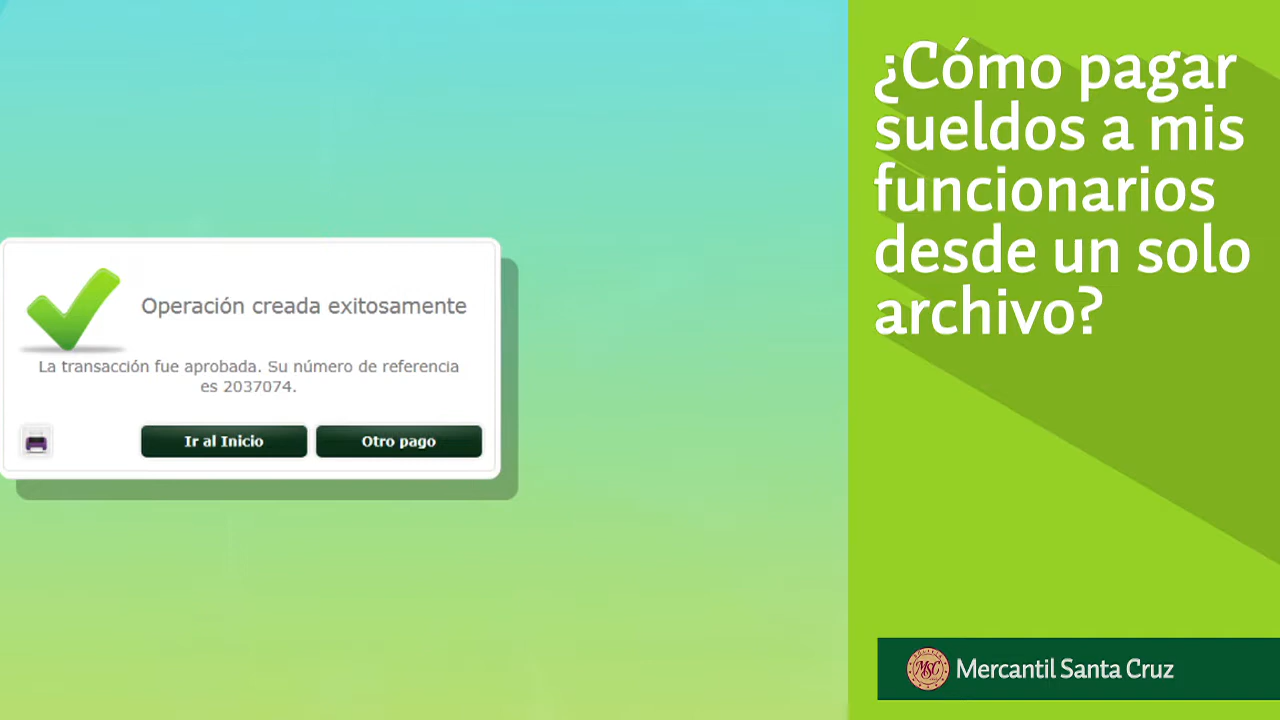 ¿Cómo pagar
sueldos a mis
funcionarios
desde un solo
archivo?
Operación creada exitosamente
La transacción fue aprobada. Su número de referencia
es 2037074.
Ir al Inicio
Otro pago
MSC
Mercantil Santa Cruz